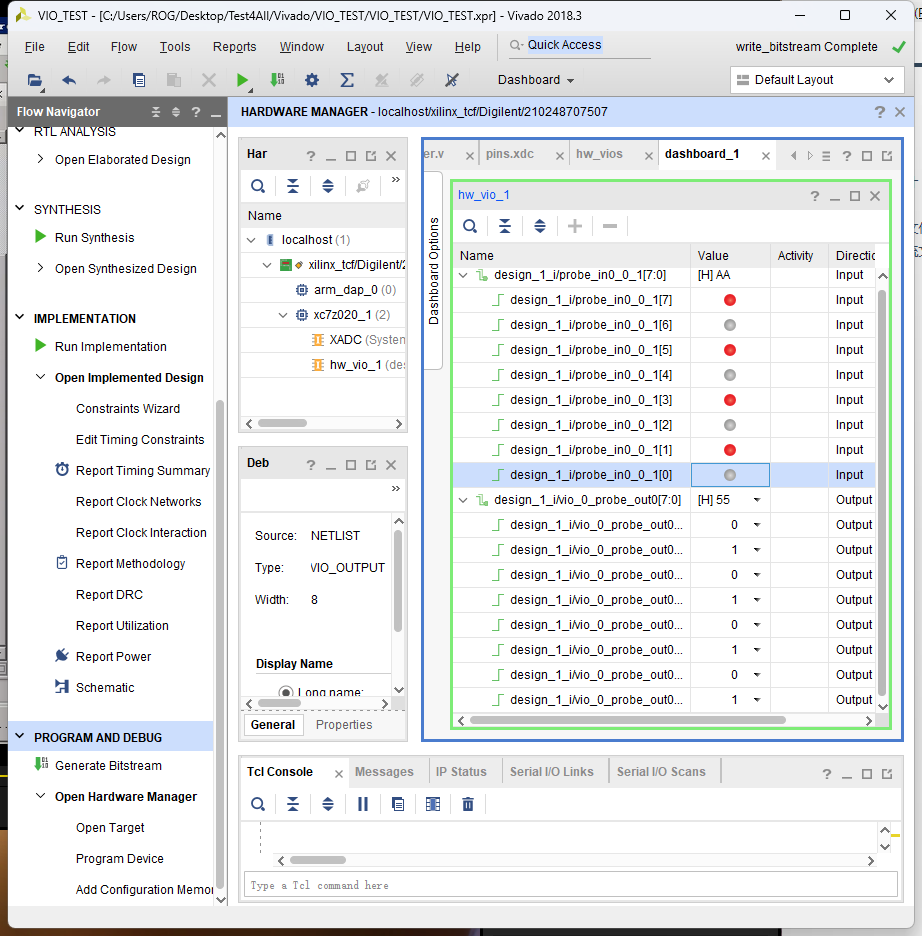 VIO_TEST - [C:/Users/ROG/Desktop/Test4All/Vivado/VIO_TEST/VIO_TEST/VIO_TEST.xpr] - Vivado 2018.3
File Edit Flow Tools Reports Window Layout View Help Quick Access write_bitstream Complete
Dashboard Default Layout
Flow Navigator
HARDWARE MANAGER - localhost/xilinx_tcf/Digilent/210248707507
RTL ANALYSIS
Open Elaborated Design
SYNTHESIS
Run Synthesis
Open Synthesized Design
IMPLEMENTATION
Run Implementation
Open Implemented Design
Constraints Wizard
Edit Timing Constraints
Report Timing Summary
Report Clock Networks
Report Clock Interaction
Report Methodology
Report DRC
Report Utilization
Report Power
Schematic
PROGRAM AND DEBUG
Generate Bitstream
Open Hardware Manager
Open Target
Program Device
Add Configuration Memor
Har
Name
localhost (1)
xilinx_tcf/Digilent/2
arm_dap_0 (0)
xc7z020_1 (2)
XADC (System
hw_vio_1 (des
Deb
Source: NETLIST
Type: VIO_OUTPUT
Width: 8
Display Name
Long name:
General Properties
er.v pins.xdc hw_vios dashboard_1
Dashboard Options
hw_vio_1
Name Value Activity Directic
design_1_i/probe_in0_0_1[7:0] [H] AA Input
design_1_i/probe_in0_0_1[7] Input
design_1_i/probe_in0_0_1[6] Input
design_1_i/probe_in0_0_1[5] Input
design_1_i/probe_in0_0_1[4] Input
design_1_i/probe_in0_0_1[3] Input
design_1_i/probe_in0_0_1[2] Input
design_1_i/probe_in0_0_1[1] Input
design_1_i/probe_in0_0_1[0] Input
design_1_i/vio_0_probe_out0[7:0] [H] 55 Output
design_1_i/vio_0_probe_out0... 0 Output
design_1_i/vio_0_probe_out0... 1 Output
design_1_i/vio_0_probe_out0... 0 Output
design_1_i/vio_0_probe_out0... 1 Output
design_1_i/vio_0_probe_out0... 0 Output
design_1_i/vio_0_probe_out0... 1 Output
design_1_i/vio_0_probe_out0... 0 Output
design_1_i/vio_0_probe_out0... 1 Output
Tcl Console Messages IP Status Serial I/O Links Serial I/O Scans
Type a Tcl command here